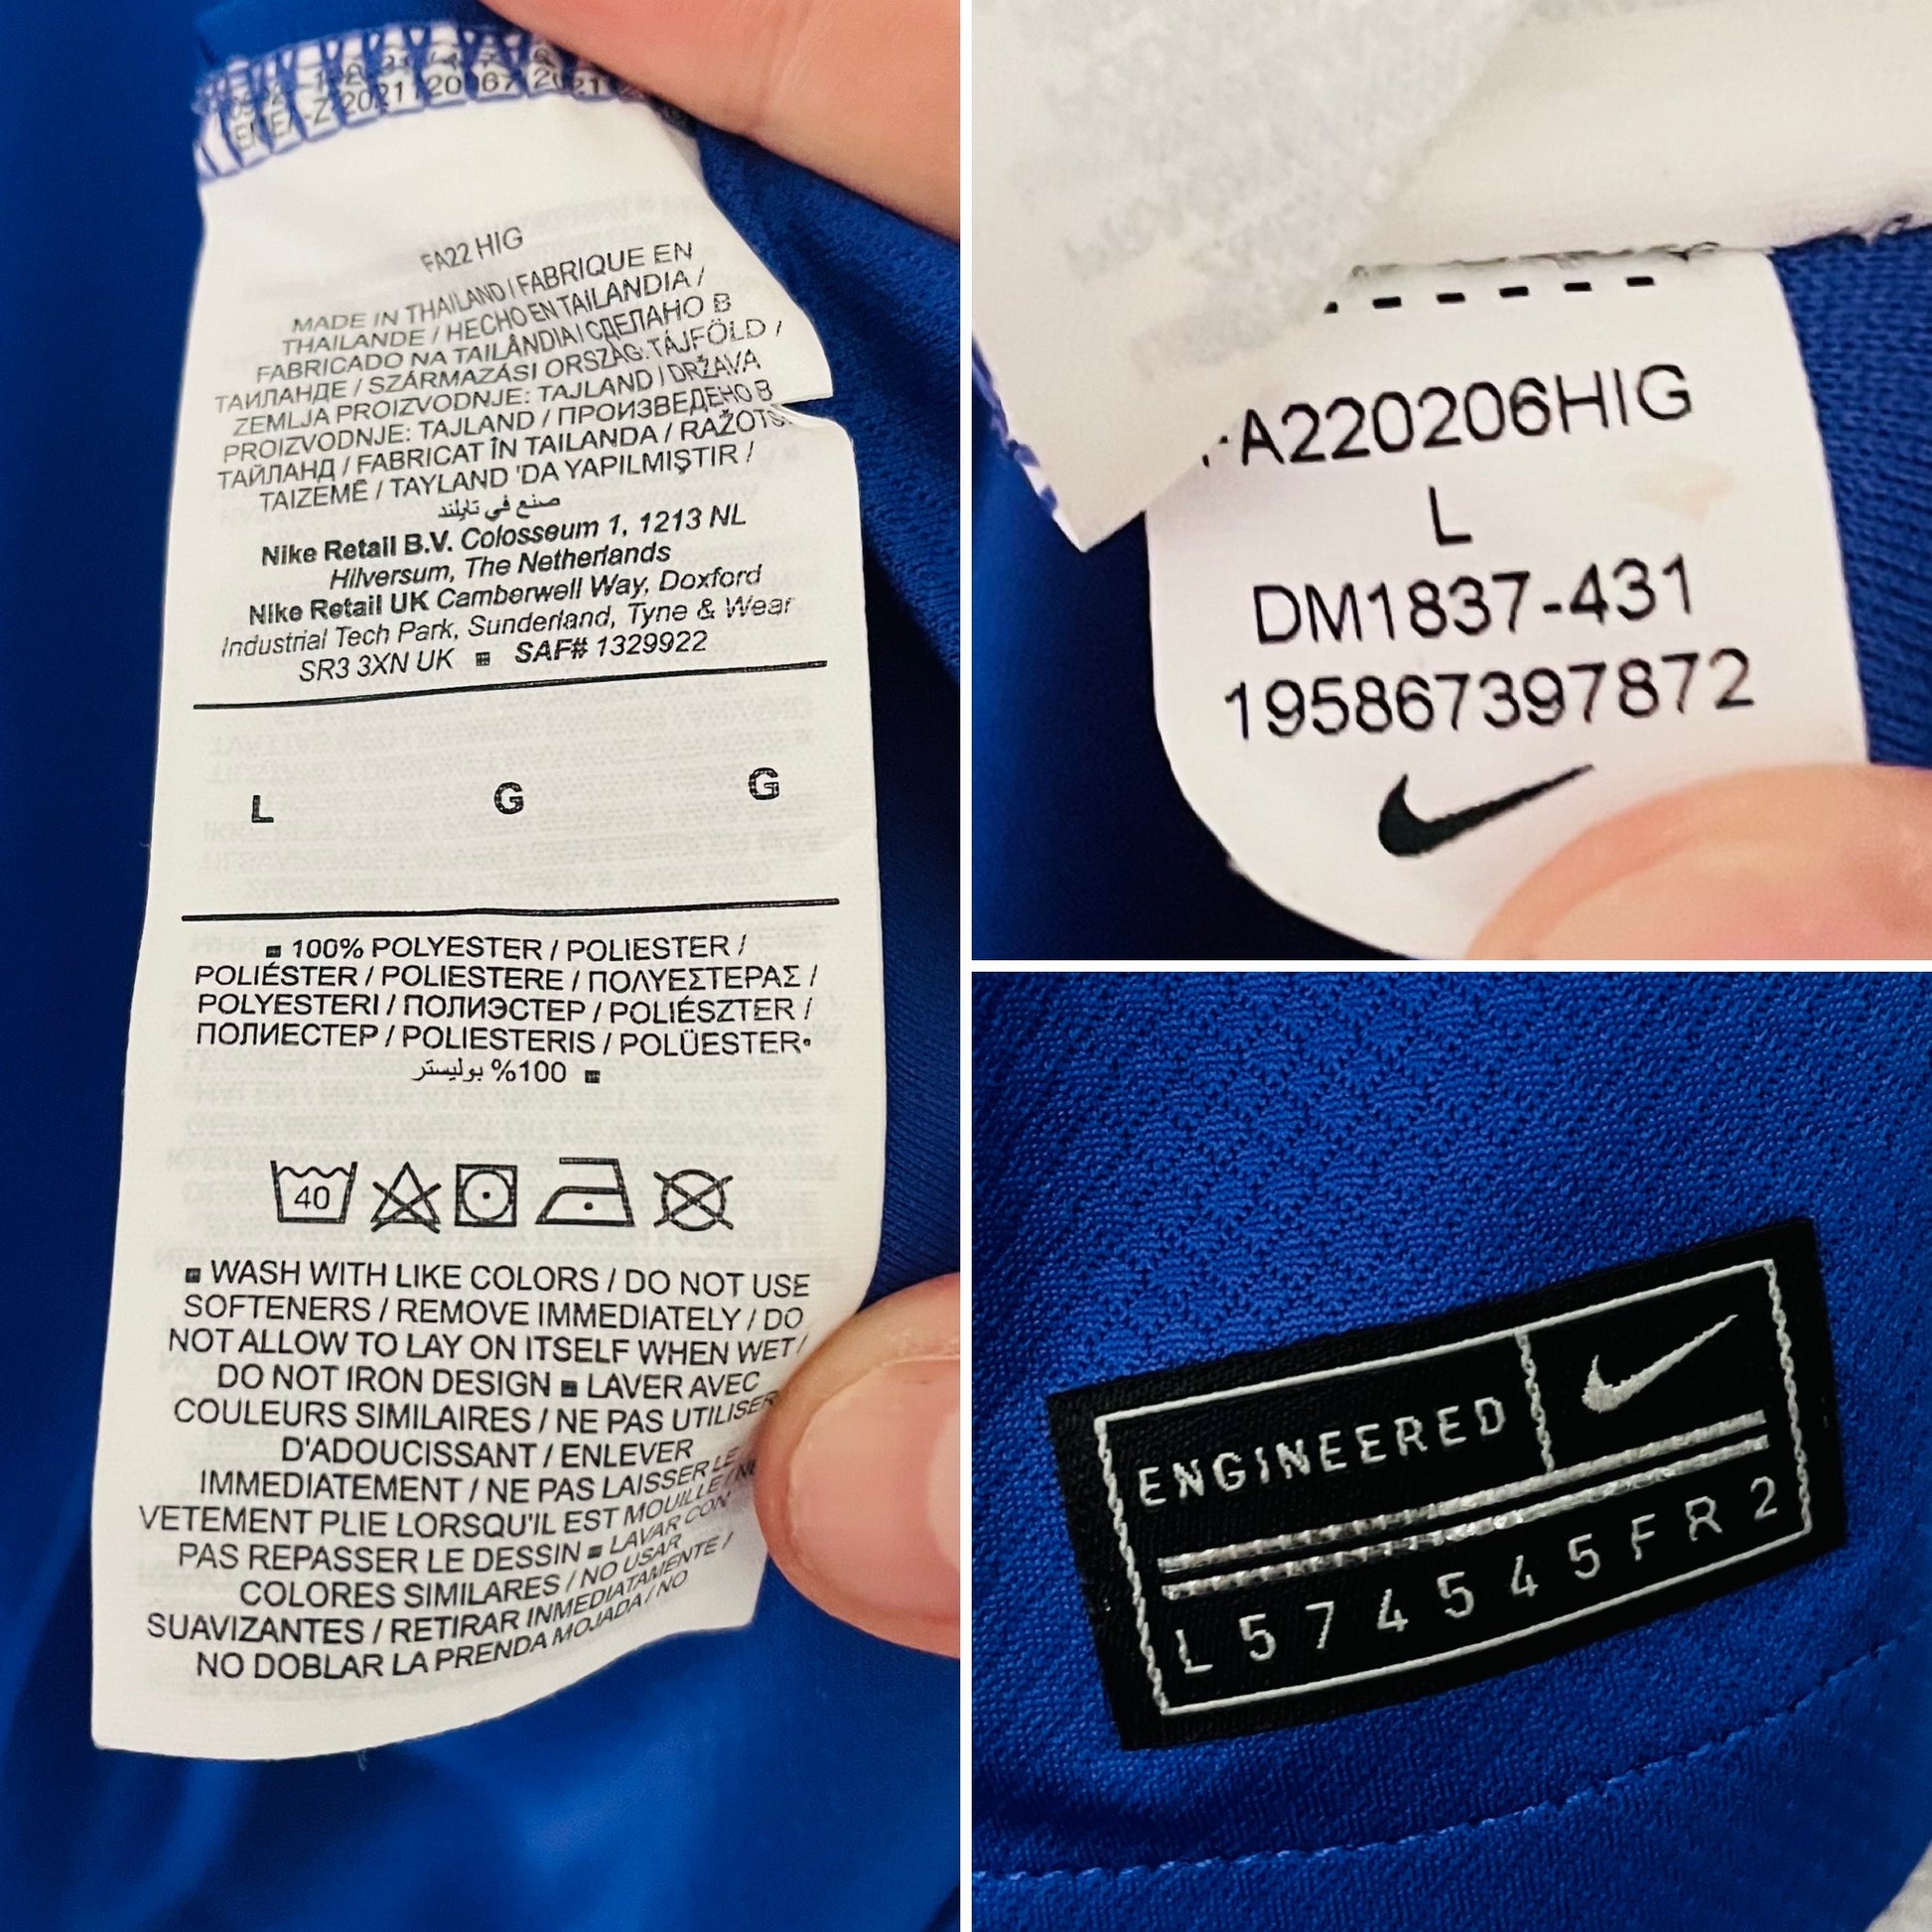 FA22 HIG
MADE IN THAILAND / FABRIQUE EN
THAILANDE / HECHO EN TAILANDIA /
FABRICADO NA TAILÂNDIA / СДЕЛАНО В
ТАИЛАНДЕ / SZÁRMAZÁSI ORSZÀG: TÁJFÖLD /
ZEMLJA PROIZVODNJE: TAJLAND / DRŽAVA
PROIZVODNJE: TAJLAND / ПРОИЗВЕДЕНО В
ТАЙЛАНД / FABRICAT ÎN TAILANDA / RAŽOTS:
TAIZEMĒ / TAYLAND 'DA YAPILMIŞTIR /
صنع في تايلند
Nike Retail B.V. Colosseum 1, 1213 NL
Hilversum, The Netherlands
Nike Retail UK Camberwell Way, Doxford
Industrial Tech Park, Sunderland, Tyne & Wear
SR3 3XN UK SAF# 1329922
L G G
100% POLYESTER / POLIESTER /
POLIÉSTER / POLIESTERE / ΠΟΛΥΕΣΤΕΡΑΣ /
POLYESTERI / ПОЛИЭСТЕР / POLIÉSZTER /
ПОЛИЕСТЕР / POLIESTERIS / POLÜESTER•
100% بوليستر
40
WASH WITH LIKE COLORS / DO NOT USE
SOFTENERS / REMOVE IMMEDIATELY / DO
NOT ALLOW TO LAY ON ITSELF WHEN WET /
DO NOT IRON DESIGN LAVER AVEC
COULEURS SIMILAIRES / NE PAS UTILISER
D'ADOUCISSANT / ENLEVER
IMMEDIATEMENT / NE PAS LAISSER LE
VETEMENT PLIE LORSQU'IL EST MOUILLE / NE
PAS REPASSER LE DESSIN LAVAR CON
COLORES SIMILARES / NO USAR
SUAVIZANTES / RETIRAR INMEDIATAMENTE /
NO DOBLAR LA PRENDA MOJADA / NO
FA220206HIG
L
DM1837-431
195867397872
ENGINEERED
L574545FR2